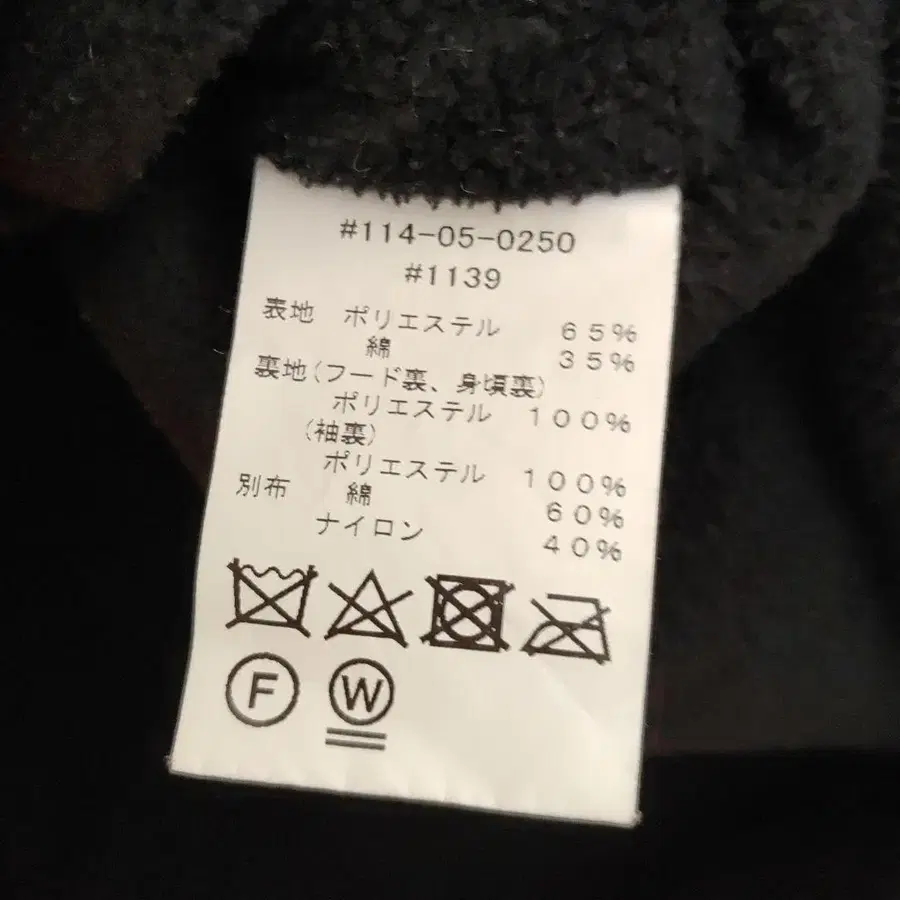 #114-05-0250
#1139
表地 ポリエステル 65%
綿 35%
裏地(フード裏、身頃裏)
ポリエステル 100%
(袖裏)
ポリエステル 100%
別布 綿 60%
ナイロン 40%
F W